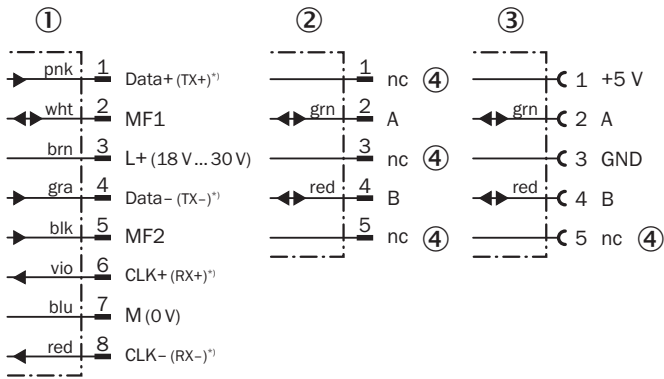 ① ② ③
pnk 1 Data+ (TX+)*)
wht 2 MF1
brn 3 L+ (18 V ... 30 V)
gra 4 Data– (TX–)*)
blk 5 MF2
vio 6 CLK+ (RX+)*)
blu 7 M (0 V)
red 8 CLK– (RX–)*)
1 nc ④
grn 2 A
3 nc ④
red 4 B
5 nc ④
1 +5 V
grn 2 A
3 GND
red 4 B
5 nc ④